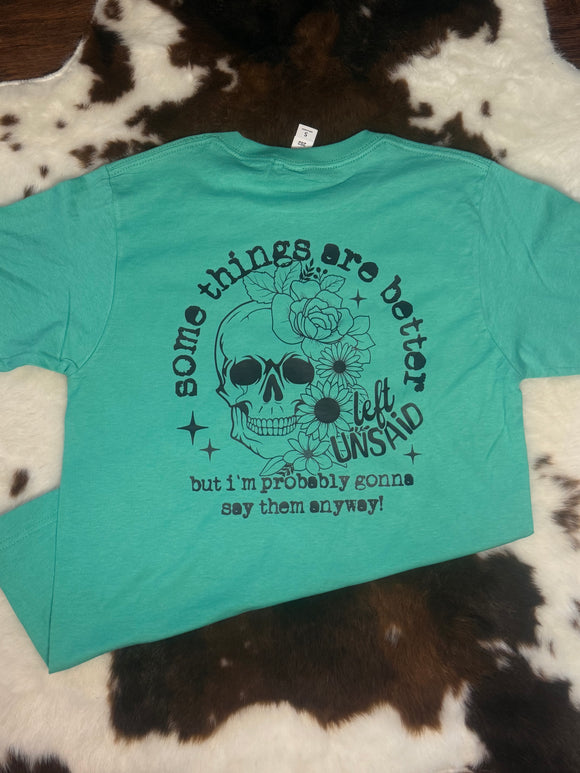 some things are better
left
UNSAID
but i'm probably gonna
say them anyway!